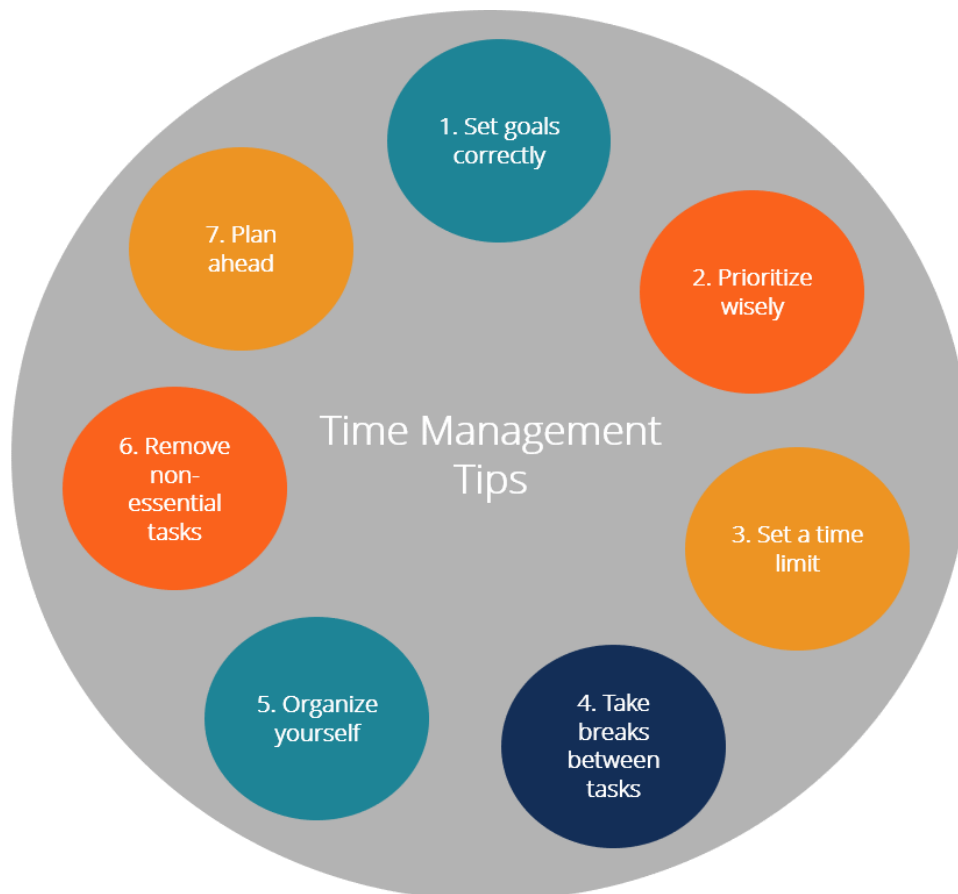 1. Set goals
correctly
2. Prioritize
wisely
3. Set a time
limit
4. Take
breaks
between
tasks
5. Organize
yourself
6. Remove
non-
essential
tasks
7. Plan
ahead
Time Management
Tips